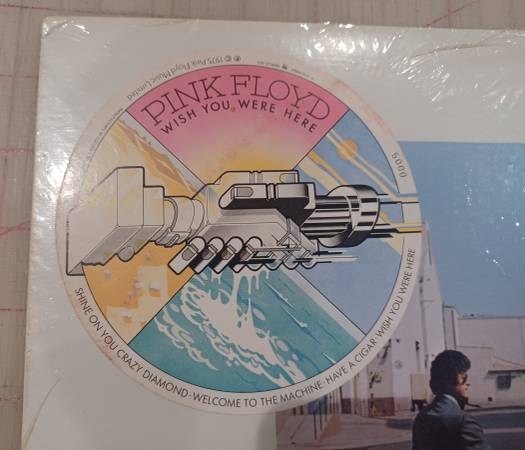 PINK FLOYD
WISH YOU WERE HERE
℗ © 1975 Pink Floyd Music Limited
SHINE ON YOU CRAZY DIAMOND·WELCOME TO THE MACHINE·HAVE A CIGAR·WISH YOU WERE HERE